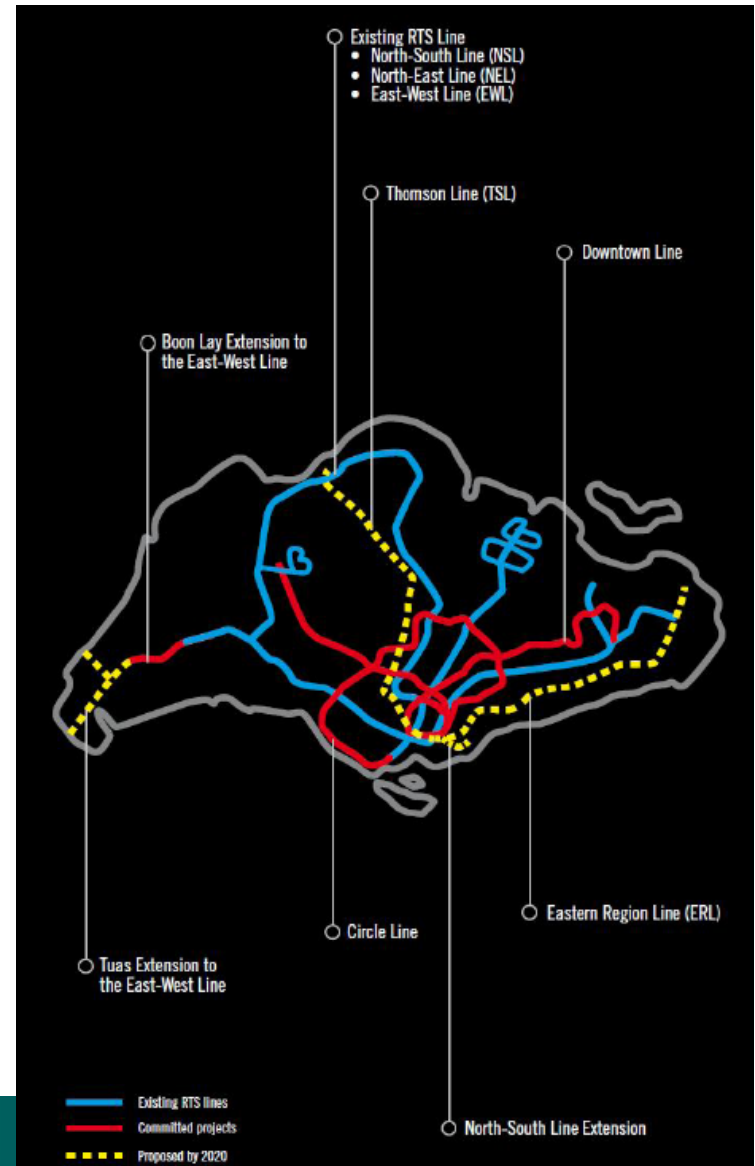 Existing RTS Line
• North-South Line (NSL)
• North-East Line (NEL)
• East-West Line (EWL)
Thomson Line (TSL)
Downtown Line
Boon Lay Extension to
the East-West Line
Eastern Region Line (ERL)
Circle Line
Tuas Extension to
the East-West Line
North-South Line Extension
Existing RTS lines
Committed projects
Proposed by 2020